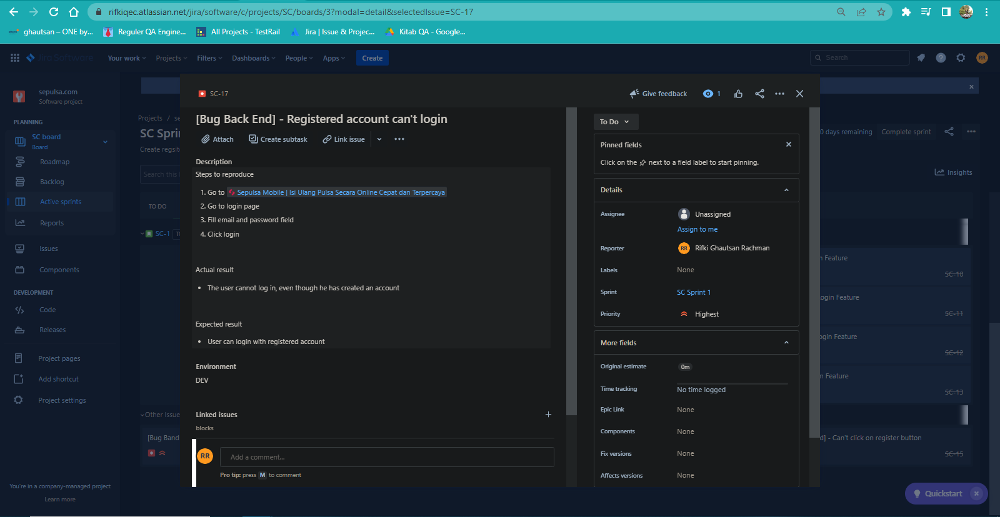 rifkiqec.atlassian.net/jira/software/c/projects/SC/boards/3?modal=detail&selectedIssue=SC-17
ghautsan – ONE by...
Reguler QA Engine...
All Projects - TestRail
Jira | Issue & Projec...
Kitab QA - Google...
Jira Software
Your work
Projects
Filters
Dashboards
People
Apps
Create
Search
RR
sepulsa.com
Software project
PLANNING
SC board
Board
Roadmap
Backlog
Active sprints
Reports
Issues
Components
DEVELOPMENT
Code
Releases
Project pages
Add shortcut
Project settings
You're in a company-managed project
Learn more
Projects / se
SC Spri
Create regsit
Search this
TO DO
SC-1
Other Issue
[Bug Band
SC-17
Give feedback
1
[Bug Back End] - Registered account can't login
Attach
Create subtask
Link issue
Description
Steps to reproduce
1. Go to Sepulsa Mobile | Isi Ulang Pulsa Secara Online Cepat dan Terpercaya
2. Go to login page
3. Fill email and password field
4. Click login
Actual result
• The user cannot log in, even though he has created an account
Expected result
• User can login with registered account
Environment
DEV
Linked issues
blocks
RR
Add a comment...
Pro tip: press M to comment
To Do
Pinned fields
Click on the next to a field label to start pinning.
Details
Assignee
Unassigned
Assign to me
Reporter
RR Rifki Ghautsan Rachman
Labels
None
Sprint
SC Sprint 1
Priority
Highest
More fields
Original estimate
0m
Time tracking
No time logged
Epic Link
None
Components
None
Fix versions
None
Affects versions
None
0 days remaining
Complete sprint
Insights
n Feature
SC-10
ogin Feature
SC-11
ogin Feature
SC-12
n Feature
SC-13
d] - Can't click on register button
SC-15
Quickstart